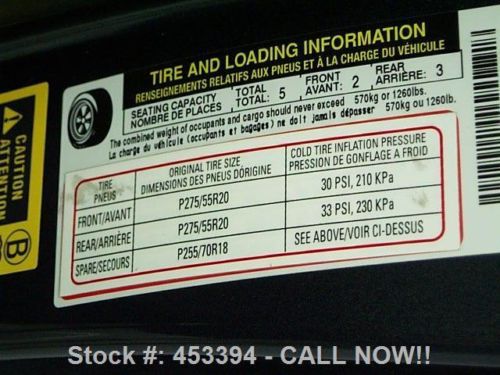 TIRE AND LOADING INFORMATION
RENSEIGNEMENTS RELATIFS AUX PNEUS ET À LA CHARGE DU VÉHICULE
SEATING CAPACITY TOTAL: 5 FRONT: 2 REAR: 3
NOMBRE DE PLACES TOTAL: AVANT: ARRIÈRE:
The combined weight of occupants and cargo should never exceed 570kg or 1260lbs.
La charge du véhicule (occupants et bagages) ne doit jamais dépasser 570kg ou 1260lb.
TIRE ORIGINAL TIRE SIZE COLD TIRE INFLATION PRESSURE
PNEUS DIMENSIONS DES PNEUS DÓRIGINE PRESSION DE GONFLAGE A FROID
FRONT/AVANT P275/55R20 30 PSI, 210 KPa
REAR/ARRIÈRE P275/55R20 33 PSI, 230 KPa
SPARE/SECOURS P255/70R18 SEE ABOVE/VOIR CI-DESSUS
CAUTION
ATTENTION
B
Stock #: 453394 - CALL NOW!!